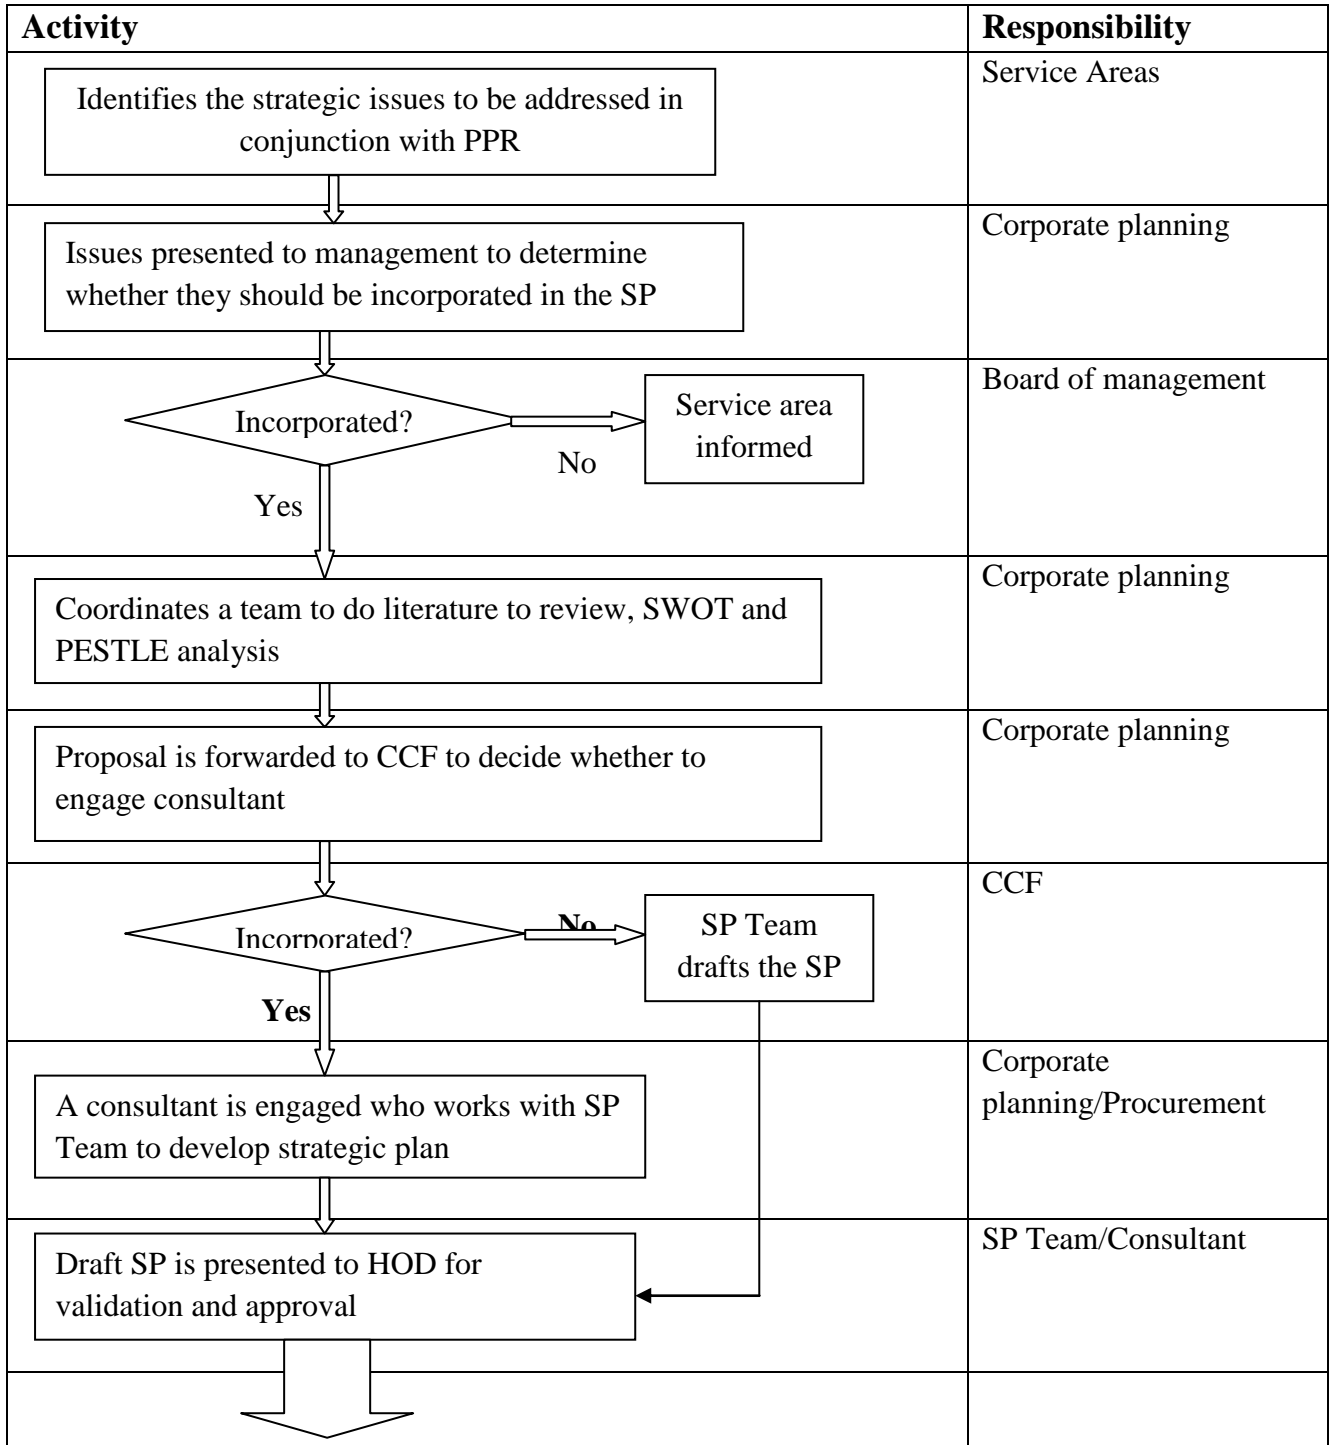 Activity
Responsibility
Identifies the strategic issues to be addressed in
conjunction with PPR
Service Areas
Issues presented to management to determine
whether they should be incorporated in the SP
Corporate planning
Incorporated?
No
Service area
informed
Yes
Board of management
Coordinates a team to do literature to review, SWOT and
PESTLE analysis
Corporate planning
Proposal is forwarded to CCF to decide whether to
engage consultant
Corporate planning
Incorporated?
No
SP Team
drafts the SP
Yes
CCF
A consultant is engaged who works with SP
Team to develop strategic plan
Corporate
planning/Procurement
Draft SP is presented to HOD for
validation and approval
SP Team/Consultant